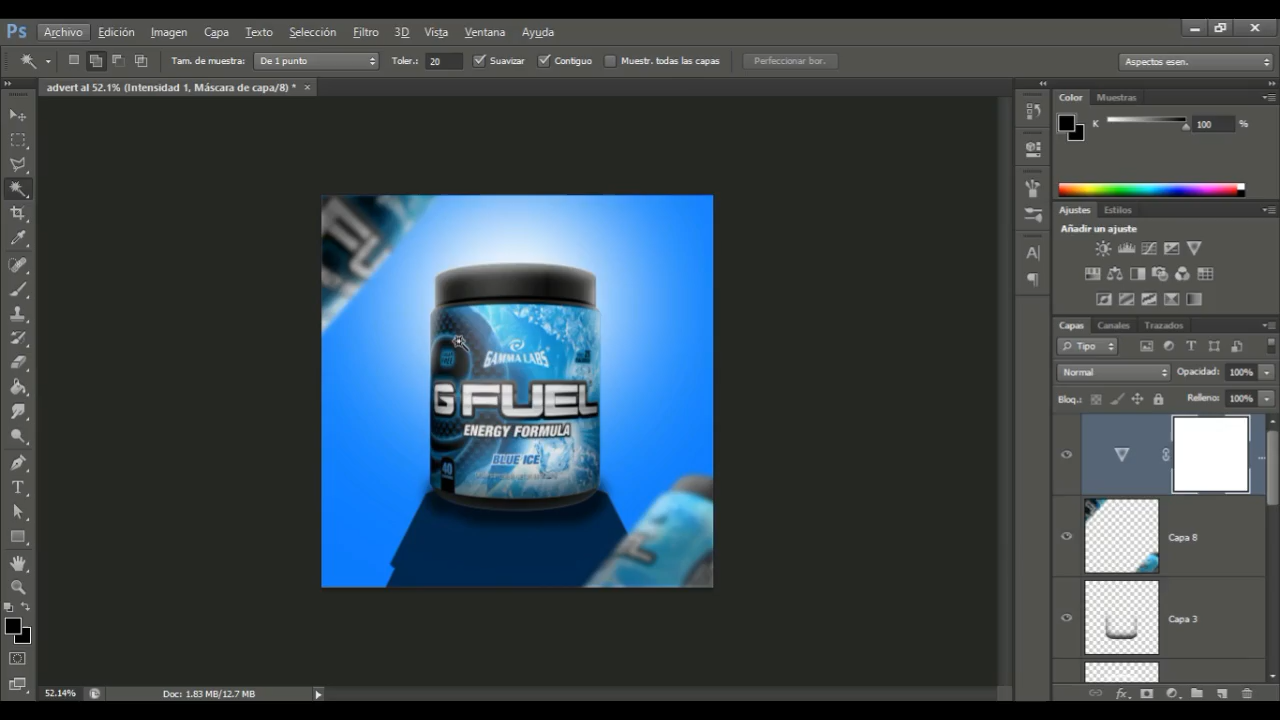 Ps Archivo Edición Imagen Capa Texto Selección Filtro 3D Vista Ventana Ayuda
Tam. de muestra: De 1 punto Toler.: 20 Suavizar Contiguo Muestr. todas las capas Perfeccionar bor. Aspectos esen.
advert al 52.1% (Intensidad 1, Máscara de capa/8) * ×
Color Muestras
K 100 %
Ajustes Estilos
Añadir un ajuste
Capas Canales Trazados
Tipo
Normal Opacidad: 100%
Bloq.: Relleno: 100%
Capa 8
Capa 3
GAMMA LABS
G FUEL
ENERGY FORMULA
BLUE ICE
40
52.14% Doc: 1.83 MB/12.7 MB